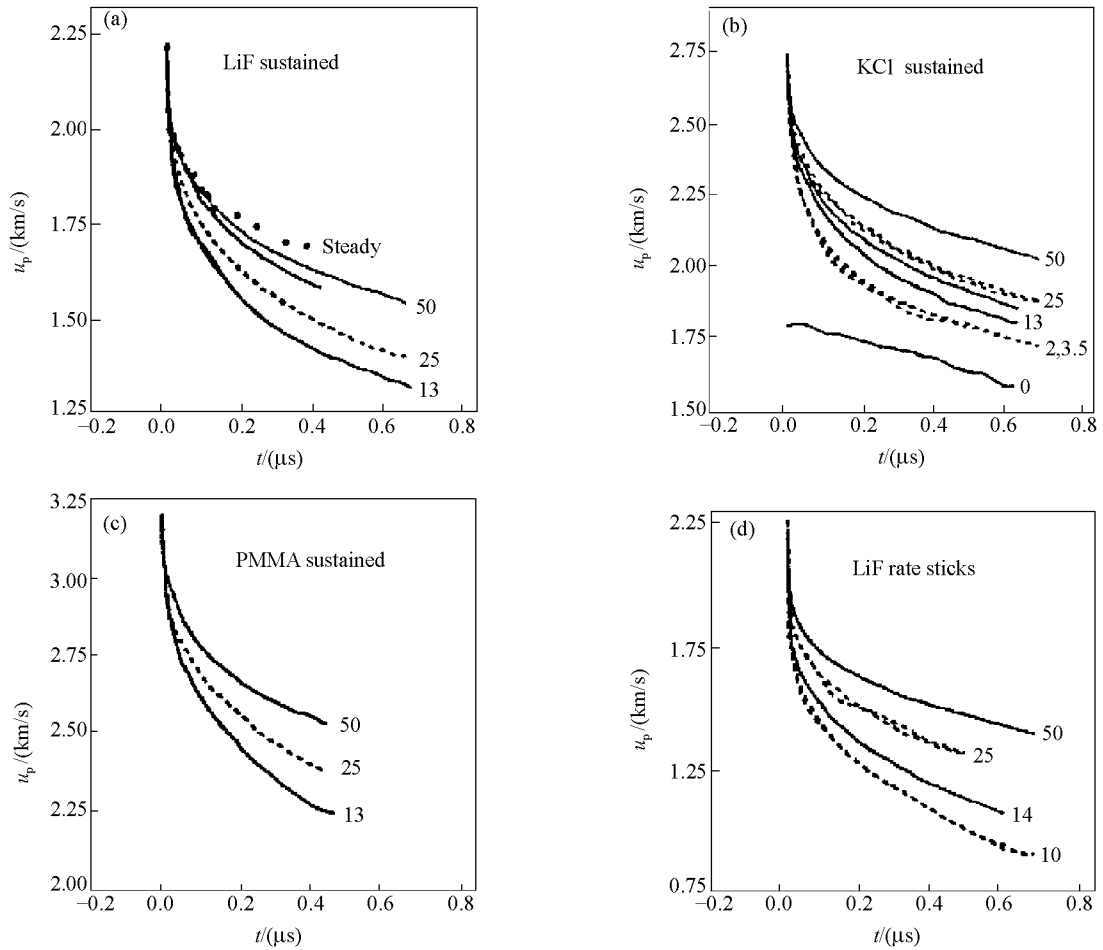 (a)
LiF sustained
2.25
2.00
1.75
1.50
1.25
u_p/(km/s)
Steady
50
25
13
−0.2 0.0 0.2 0.4 0.6 0.8
t/(μs)
(b)
KCl sustained
2.75
2.50
2.25
2.00
1.75
1.50
u_p/(km/s)
50
25
13
2,3.5
0
−0.2 0.0 0.2 0.4 0.6 0.8
t/(μs)
(c)
PMMA sustained
3.25
3.00
2.75
2.50
2.25
2.00
u_p/(km/s)
50
25
13
−0.2 0.0 0.2 0.4 0.6 0.8
t/(μs)
(d)
LiF rate sticks
2.25
1.75
1.25
0.75
u_p/(km/s)
50
25
14
10
−0.2 0.0 0.2 0.4 0.6 0.8
t/(μs)